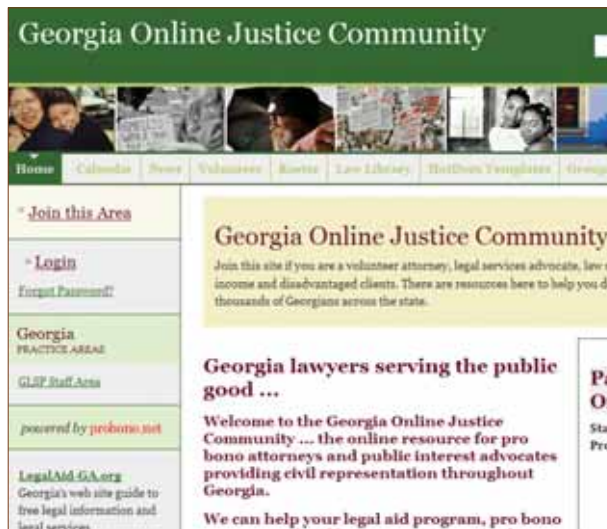 Georgia Online Justice Community
Home Calendar News Volunteer Roster Law Library HotDocs Templates
Join this Area
Login
Forgot Password?
Georgia
PRACTICE AREAS
GLSP Staff Area
powered by probono.net
LegalAid-GA.org
Georgia's web site guide to
free legal information and
legal services
Georgia Online Justice Community
Join this site if you are a volunteer attorney, legal services advocate, law
income and disadvantaged clients. There are resources here to help you
thousands of Georgians across the state.
Georgia lawyers serving the public
good ...
Welcome to the Georgia Online Justice
Community ... the online resource for pro
bono attorneys and public interest advocates
providing civil representation throughout
Georgia.
We can help your legal aid program, pro bono